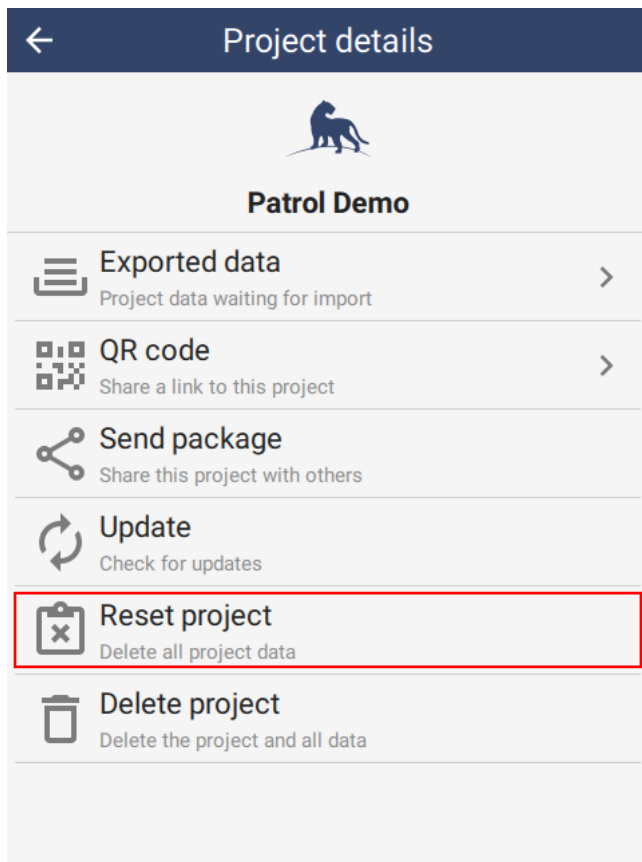 Project details
Patrol Demo
Exported data
Project data waiting for import
QR code
Share a link to this project
Send package
Share this project with others
Update
Check for updates
Reset project
Delete all project data
Delete project
Delete the project and all data